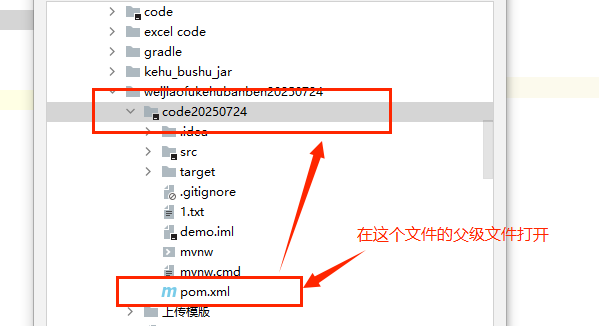 code
excel code
gradle
kehu_bushu_jar
weijiaofukehubanben20250724
code20250724
.idea
src
target
.gitignore
1.txt
demo.iml
在这个文件的父级文件打开
mvnw
mvnw.cmd
pom.xml
上传模版